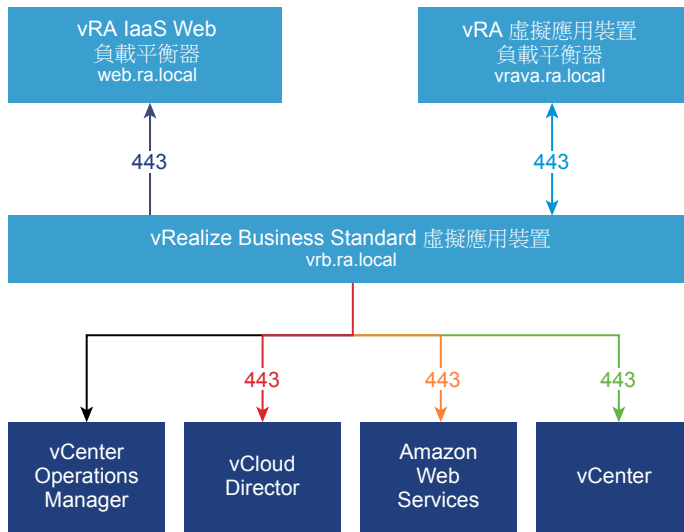 vRA IaaS Web
負載平衡器
web.ra.local
vRA 虛擬應用裝置
負載平衡器
vrava.ra.local
443
443
vRealize Business Standard 虛擬應用裝置
vrb.ra.local
443
443
443
vCenter
Operations
Manager
vCloud
Director
Amazon
Web
Services
vCenter